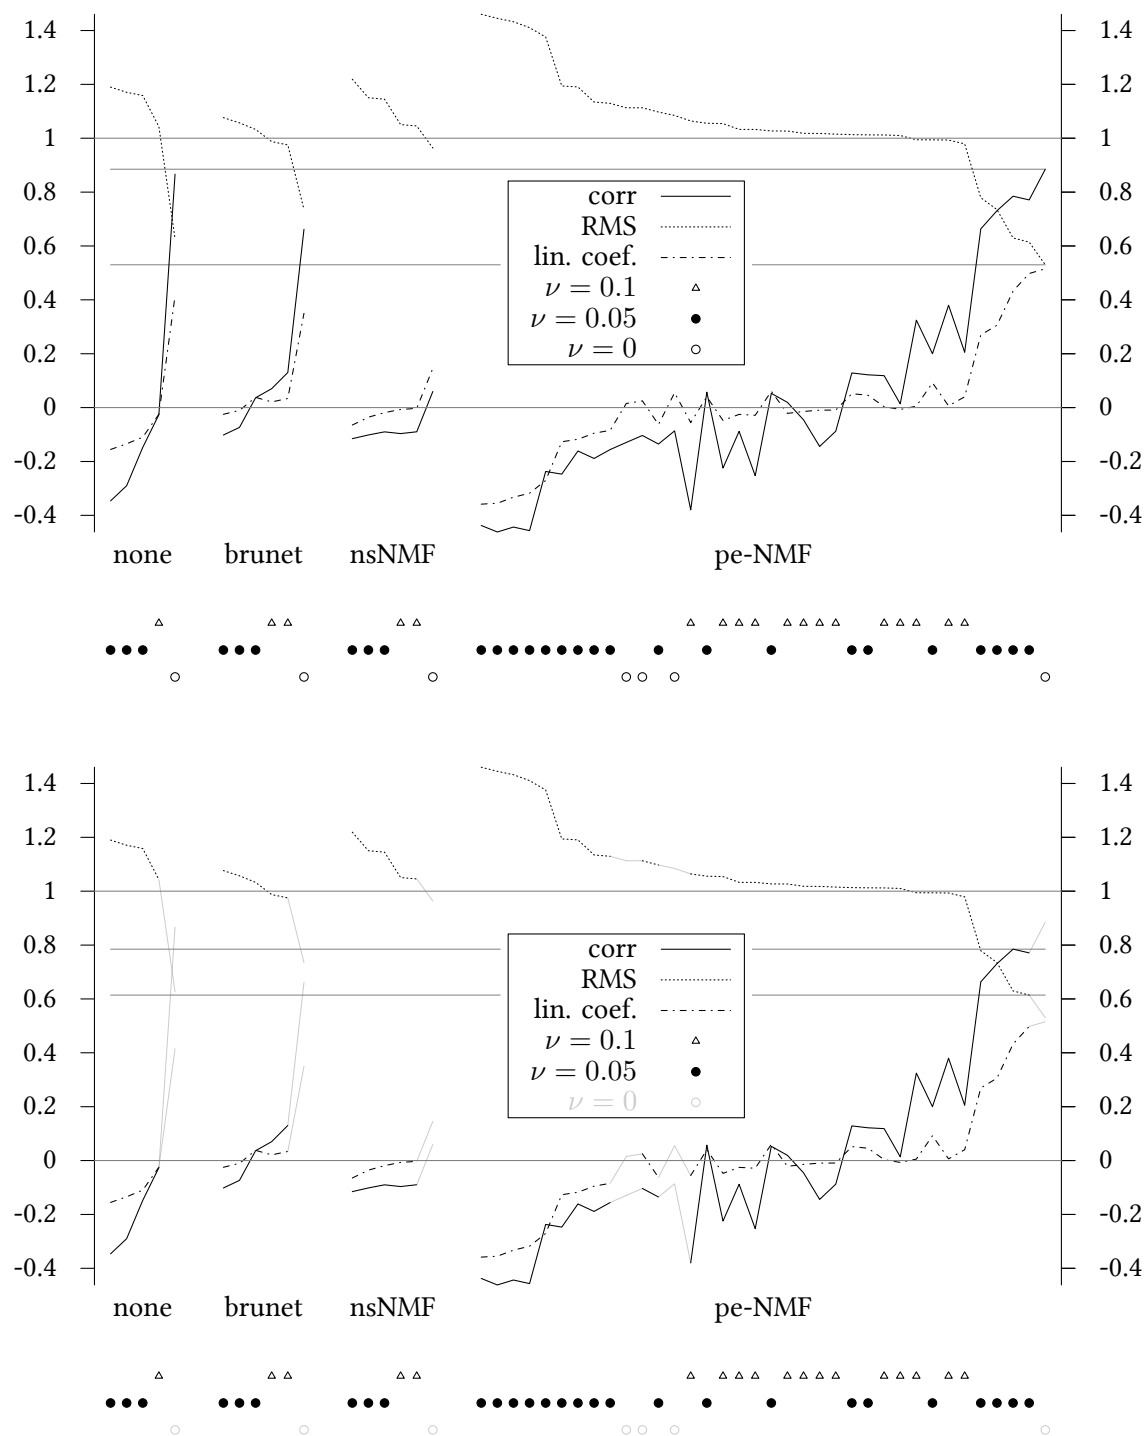 1.4 1.4
1.2 1.2
1 1
0.8 0.8
corr
RMS
0.6 0.6
lin. coef.
ν = 0.1
0.4 0.4
ν = 0.05
0.2 0.2
ν = 0
0 0
-0.2 -0.2
-0.4 -0.4
none brunet nsNMF pe-NMF
1.4 1.4
1.2 1.2
1 1
0.8 0.8
corr
RMS
0.6 0.6
lin. coef.
ν = 0.1
0.4 0.4
ν = 0.05
0.2 0.2
ν = 0
0 0
-0.2 -0.2
-0.4 -0.4
none brunet nsNMF pe-NMF